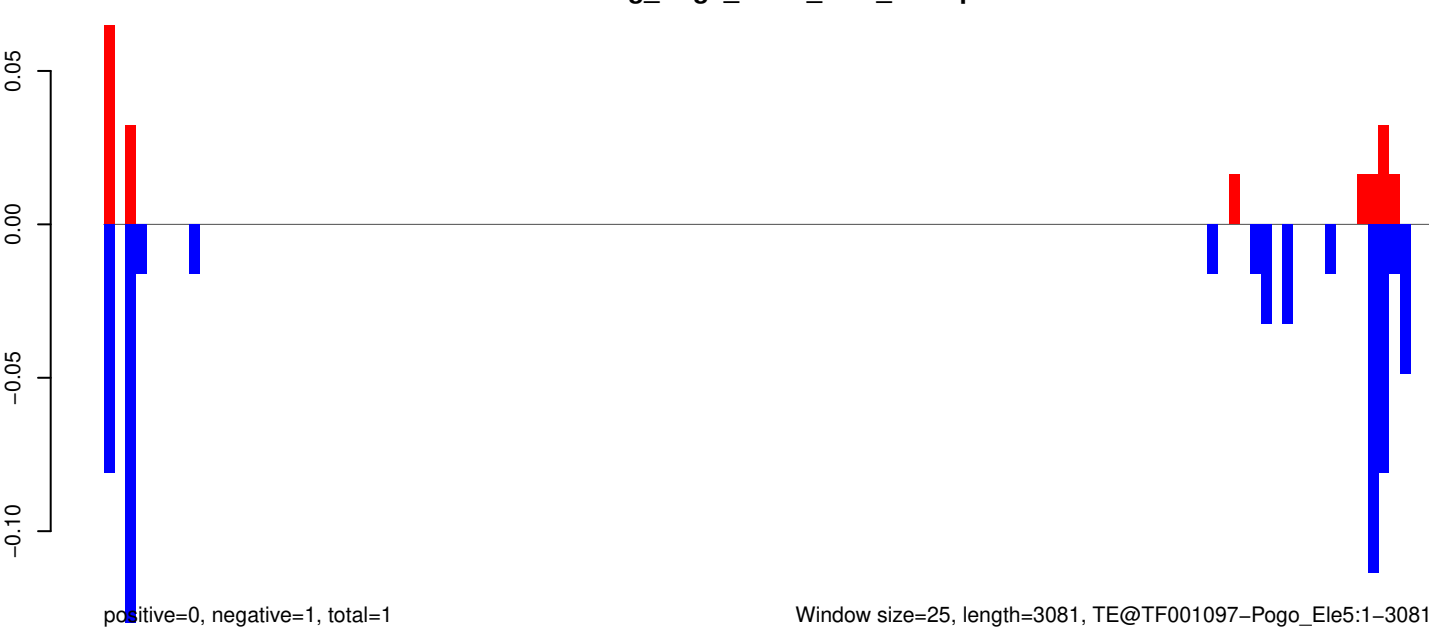 0.05
0.00
−0.05
−0.10
positive=0, negative=1, total=1
Window size=25, length=3081, TE@TF001097−Pogo_Ele5:1−3081